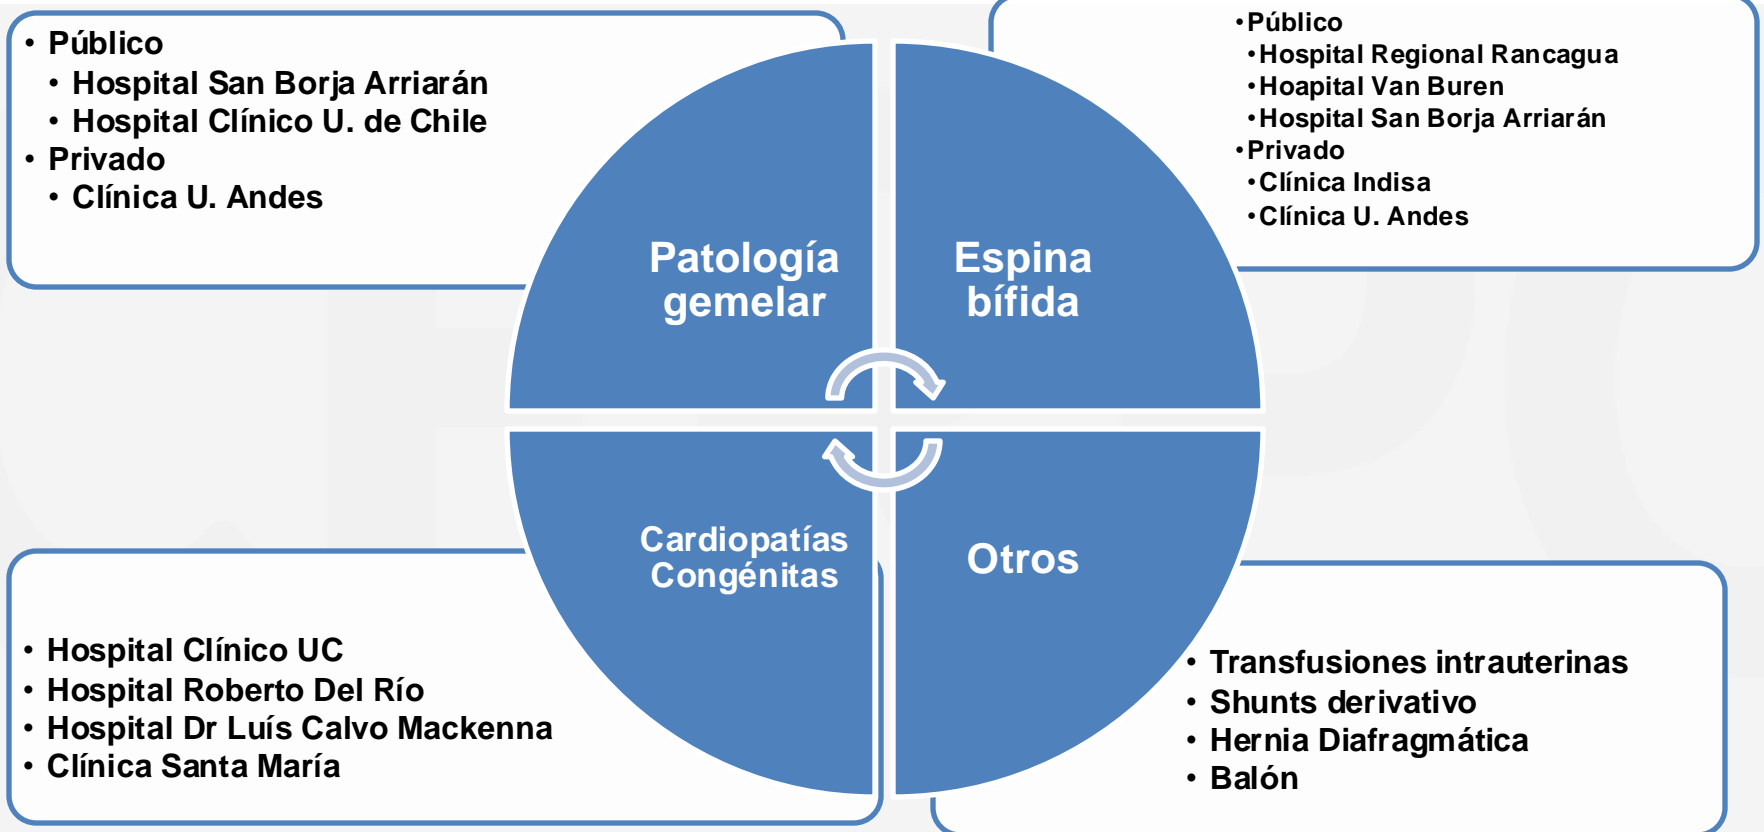 • Público
• Hospital San Borja Arriarán
• Hospital Clínico U. de Chile
• Privado
• Clínica U. Andes
•Público
•Hospital Regional Rancagua
•Hoapital Van Buren
•Hospital San Borja Arriarán
•Privado
•Clínica Indisa
•Clínica U. Andes
Patología
gemelar
Espina
bífida
Cardiopatías
Congénitas
Otros
• Hospital Clínico UC
• Hospital Roberto Del Río
• Hospital Dr Luís Calvo Mackenna
• Clínica Santa María
• Transfusiones intrauterinas
• Shunts derivativo
• Hernia Diafragmática
• Balón